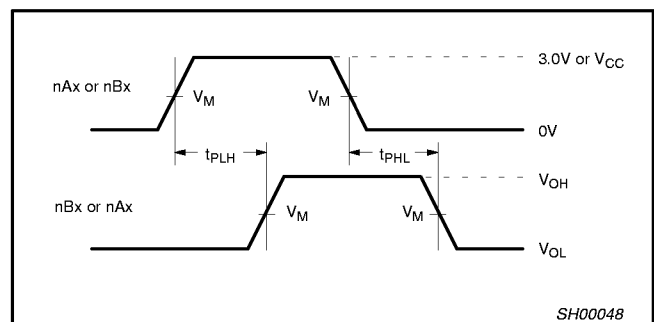 3.0V or VCC
nAx or nBx
VM
VM
0V
tPLH
tPHL
VOH
nBx or nAx
VM
VM
VOL
SH00048